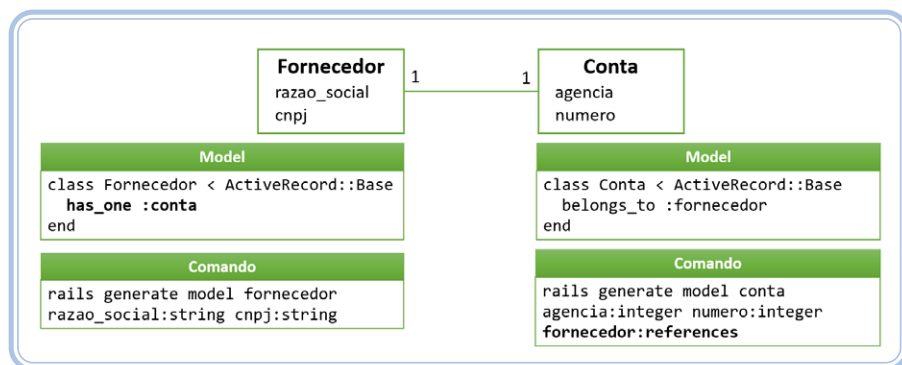 Fornecedor
razao_social
cnpj
1
1
Conta
agencia
numero
Model
class Fornecedor < ActiveRecord::Base
has_one :conta
end
Comando
rails generate model fornecedor
razao_social:string cnpj:string
Model
class Conta < ActiveRecord::Base
belongs_to :fornecedor
end
Comando
rails generate model conta
agencia:integer numero:integer
fornecedor:references